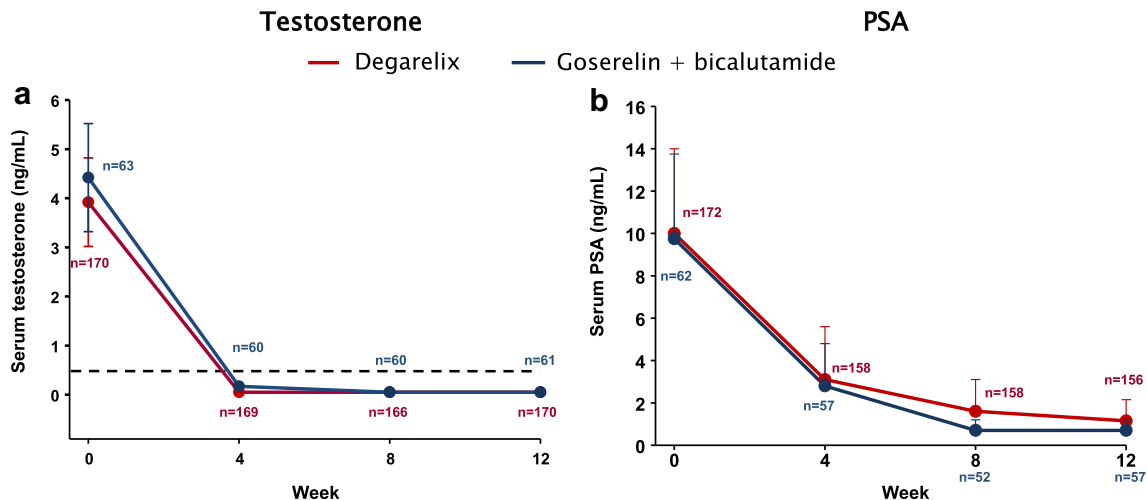 Testosterone
PSA
Degarelix
Goserelin + bicalutamide
a
Serum testosterone (ng/mL)
6
5
4
3
2
1
0
n=63
n=170
n=60
n=60
n=61
n=169
n=166
n=170
0
4
8
12
Week
b
Serum PSA (ng/mL)
16
14
12
10
8
6
4
2
0
n=172
n=62
n=158
n=57
n=158
n=156
0
4
8
12
n=52
n=57
Week